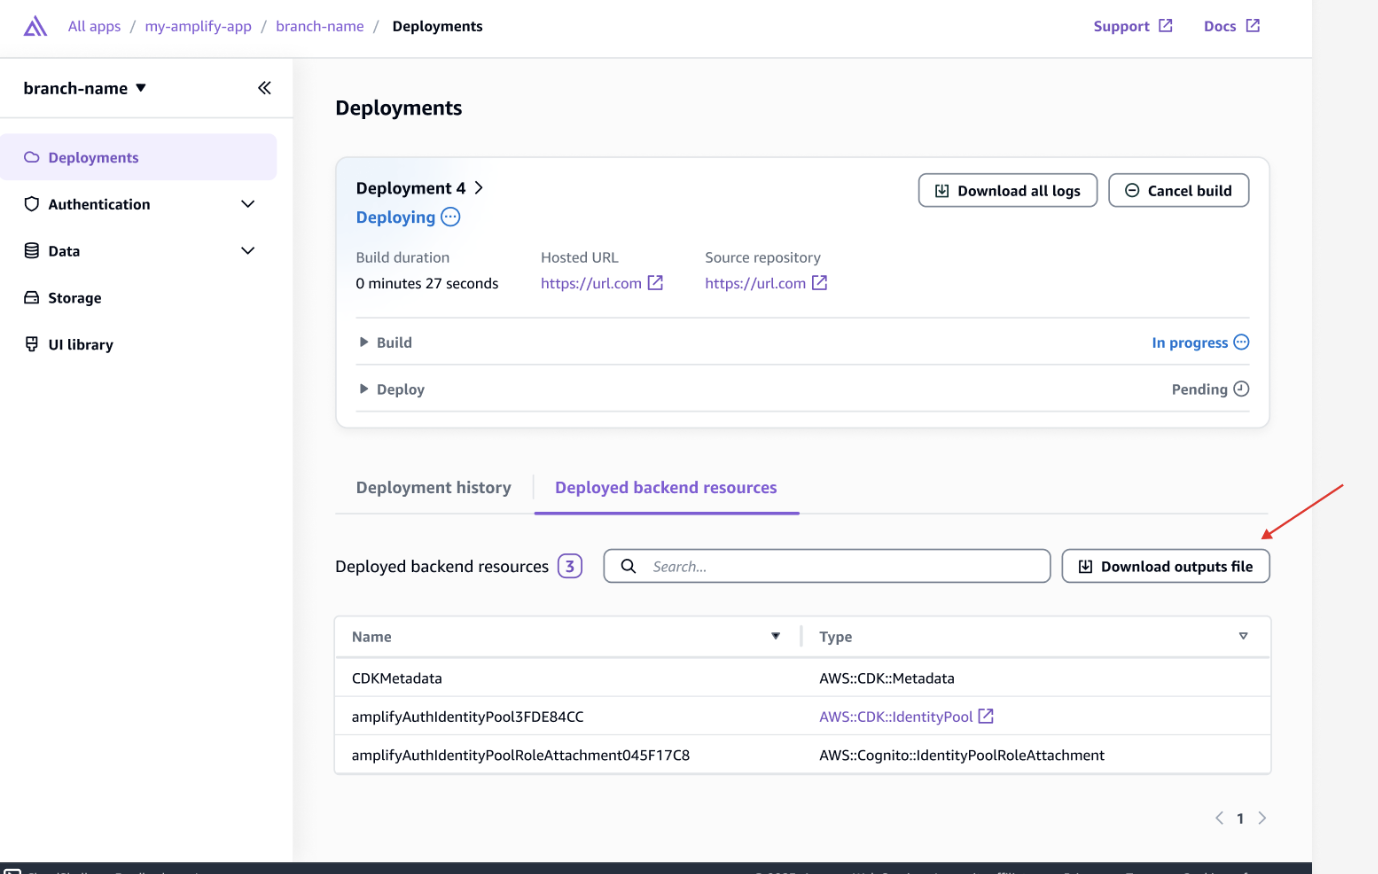 All apps / my-amplify-app / branch-name / Deployments
Support
Docs
branch-name
Deployments
Authentication
Data
Storage
UI library
Deployments
Deployment 4
Deploying
Download all logs
Cancel build
Build duration
0 minutes 27 seconds
Hosted URL
https://url.com
Source repository
https://url.com
Build
In progress
Deploy
Pending
Deployment history
Deployed backend resources
Deployed backend resources 3
Search...
Download outputs file
Name
Type
CDKMetadata
AWS::CDK::Metadata
amplifyAuthIdentityPool3FDE84CC
AWS::CDK::IdentityPool
amplifyAuthIdentityPoolRoleAttachment045F17C8
AWS::Cognito::IdentityPoolRoleAttachment
1